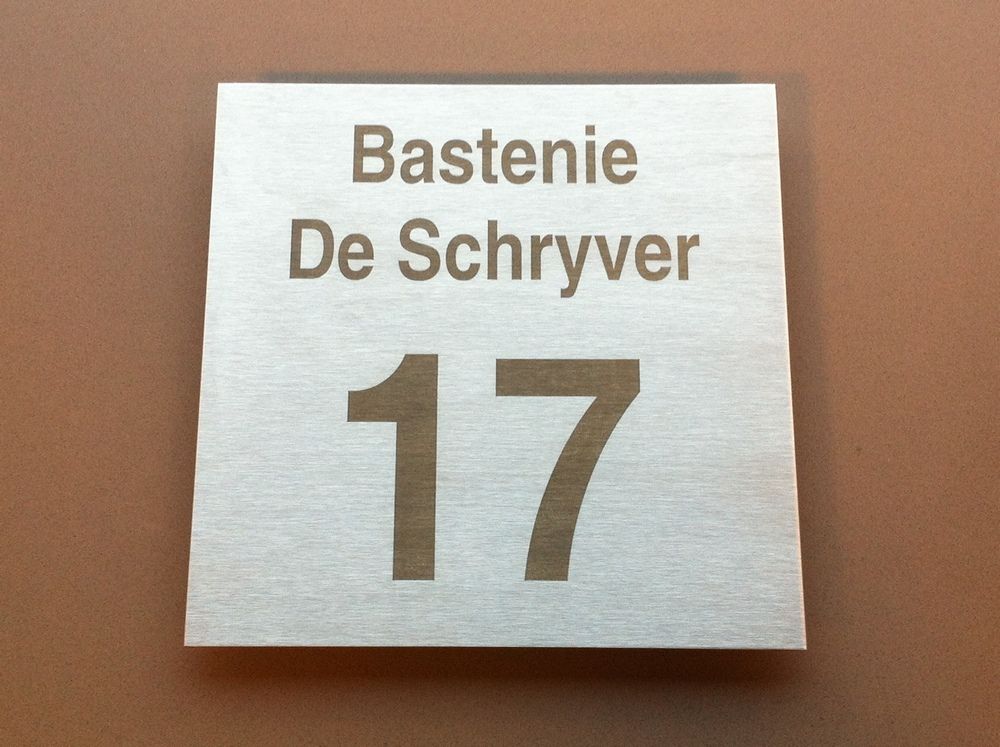 Bastenie
De Schryver
17